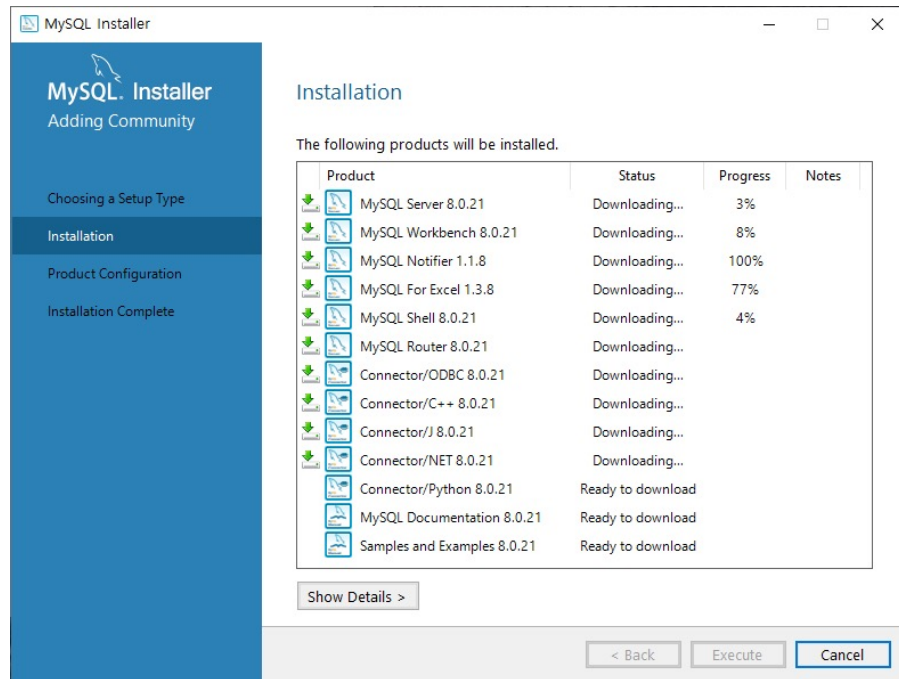 MySQL Installer
MySQL. Installer
Adding Community
Choosing a Setup Type
Installation
Product Configuration
Installation Complete
Installation
The following products will be installed.
Product Status Progress Notes
MySQL Server 8.0.21 Downloading... 3%
MySQL Workbench 8.0.21 Downloading... 8%
MySQL Notifier 1.1.8 Downloading... 100%
MySQL For Excel 1.3.8 Downloading... 77%
MySQL Shell 8.0.21 Downloading... 4%
MySQL Router 8.0.21 Downloading...
Connector/ODBC 8.0.21 Downloading...
Connector/C++ 8.0.21 Downloading...
Connector/J 8.0.21 Downloading...
Connector/NET 8.0.21 Downloading...
Connector/Python 8.0.21 Ready to download
MySQL Documentation 8.0.21 Ready to download
Samples and Examples 8.0.21 Ready to download
Show Details >
< Back Execute Cancel